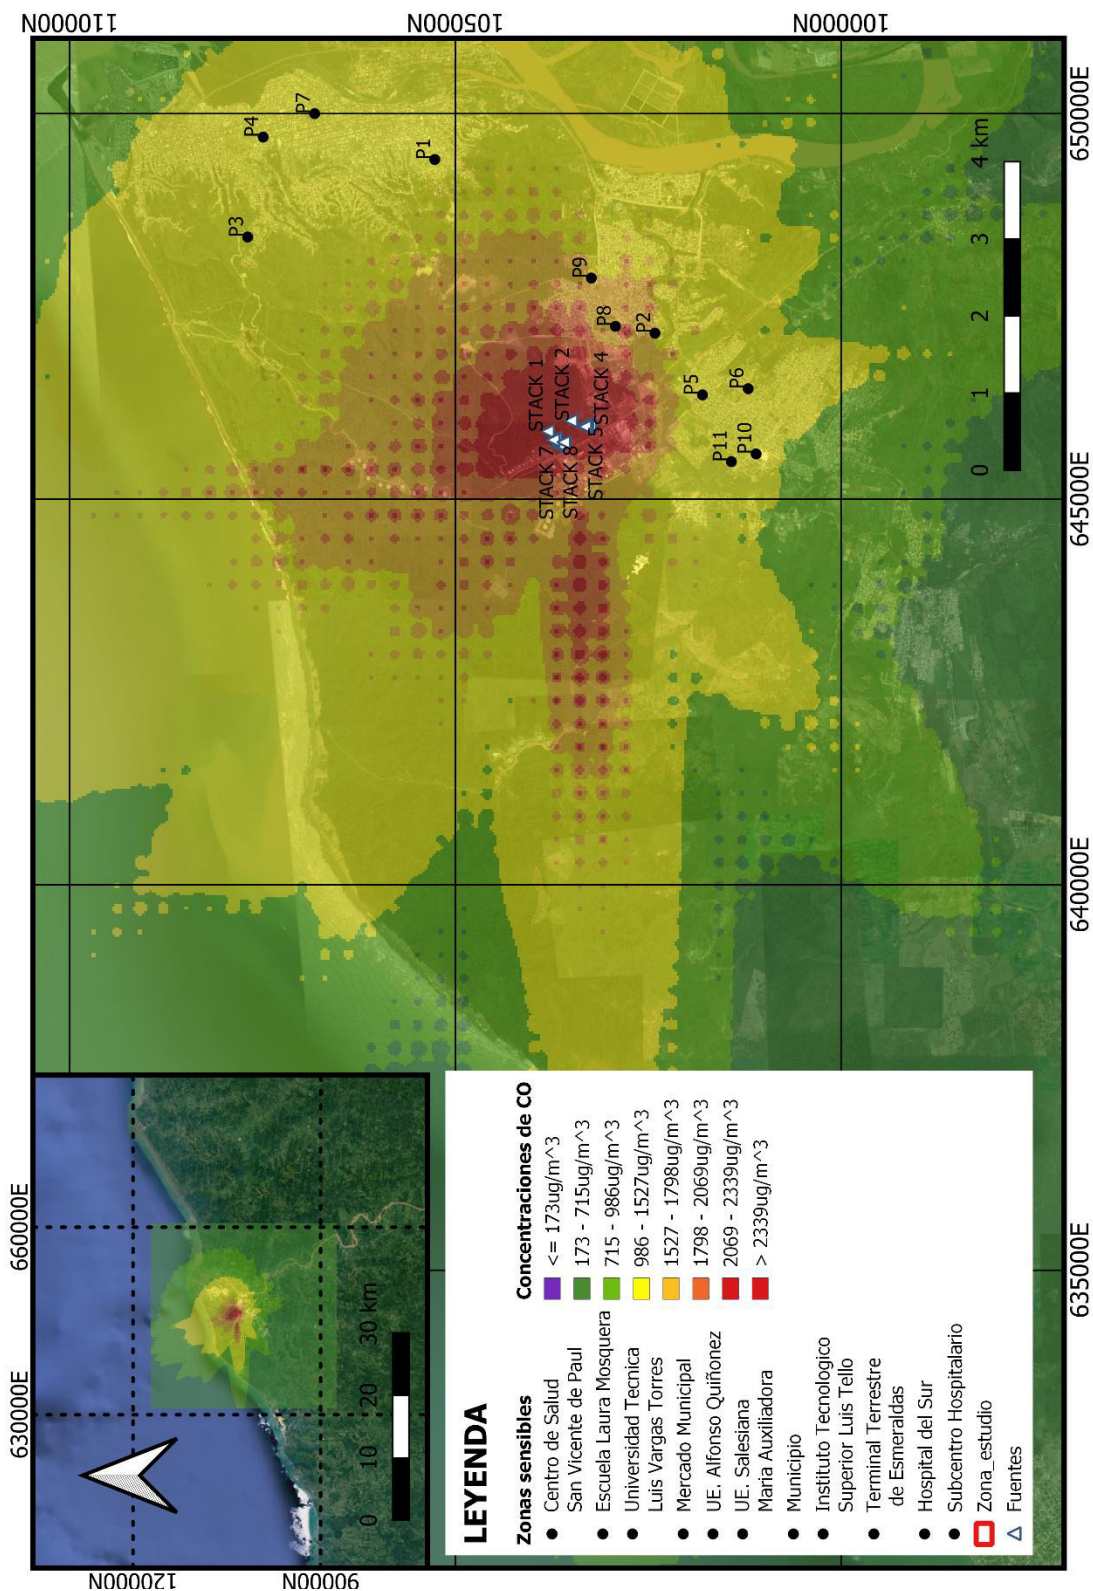 630000E
660000E
120000N
90000N
0 10 20 30 km
110000N
105000N
100000N
635000E
640000E
645000E
650000E
P3
P4
P7
P1
P9
P8
P2
P5
P6
P11
P10
STACK 1
STACK 2
STACK 4
STACK 7
STACK 8
STACK 5
0 1 2 3 4 km
LEYENDA
Zonas sensibles
Centro de Salud
San Vicente de Paul
Escuela Laura Mosquera
Universidad Tecnica
Luis Vargas Torres
Mercado Municipal
UE. Alfonso Quiñonez
UE. Salesiana
Maria Auxiliadora
Municipio
Instituto Tecnologico
Superior Luis Tello
Terminal Terrestre
de Esmeraldas
Hospital del Sur
Subcentro Hospitalario
Zona_estudio
Fuentes
Concentraciones de CO
<= 173ug/m^3
173 - 715ug/m^3
715 - 986ug/m^3
986 - 1527ug/m^3
1527 - 1798ug/m^3
1798 - 2069ug/m^3
2069 - 2339ug/m^3
> 2339ug/m^3